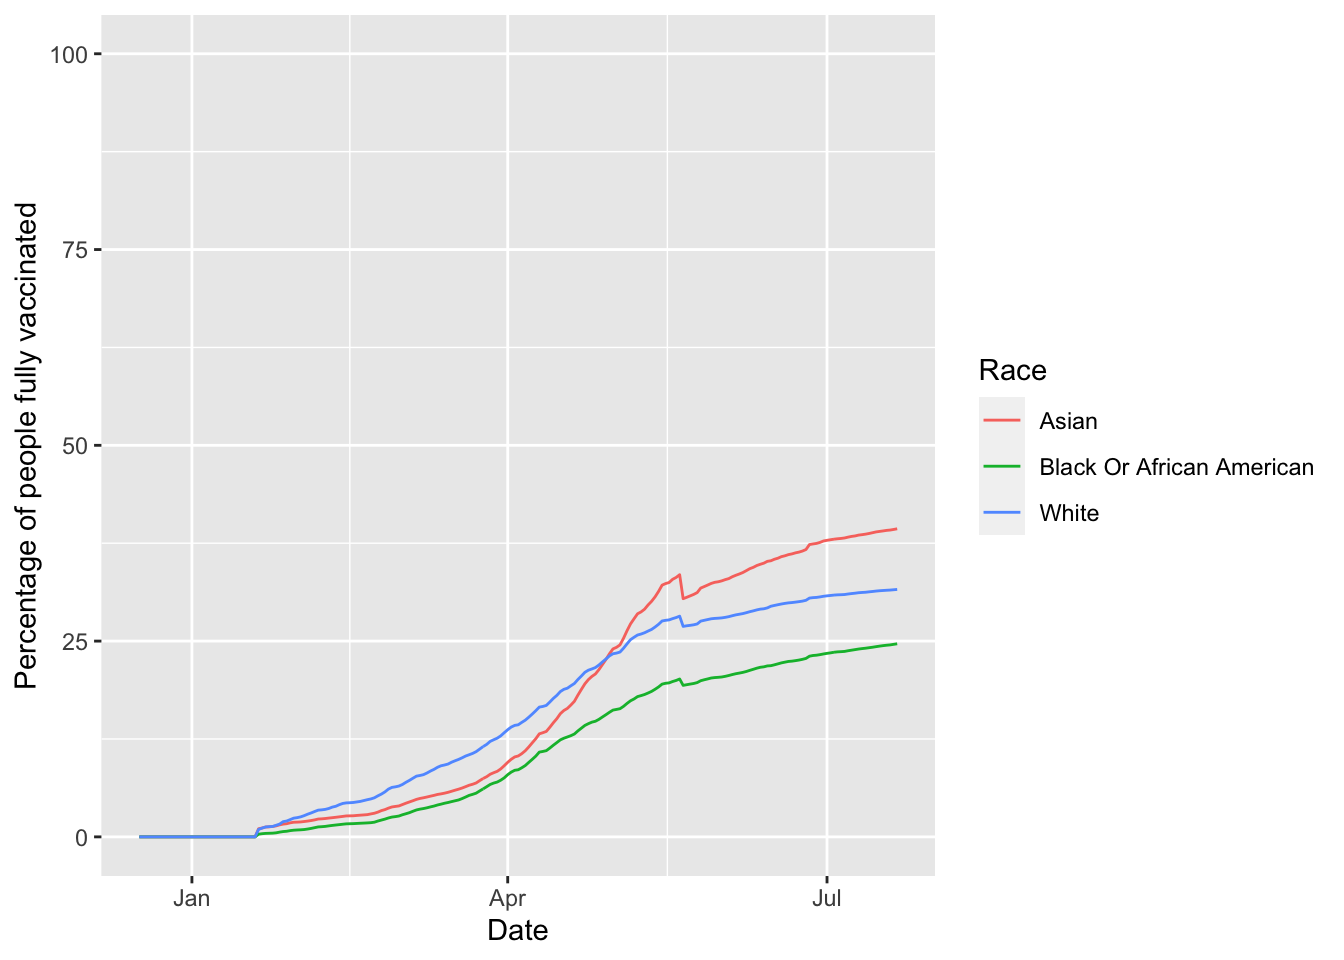 Percentage of people fully vaccinated
100
75
50
25
0
Jan
Apr
Jul
Date
Race
Asian
Black Or African American
White